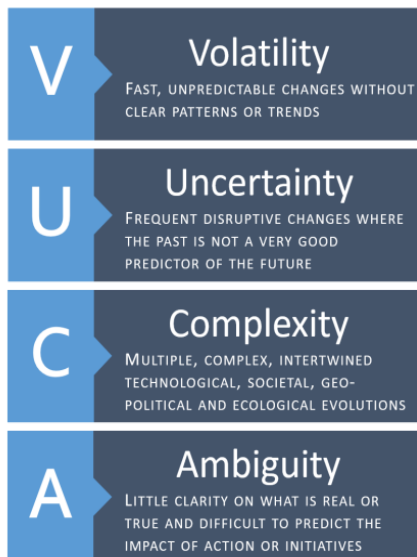 V
Volatility
FAST, UNPREDICTABLE CHANGES WITHOUT
CLEAR PATTERNS OR TRENDS
U
Uncertainty
FREQUENT DISRUPTIVE CHANGES WHERE
THE PAST IS NOT A VERY GOOD
PREDICTOR OF THE FUTURE
C
Complexity
MULTIPLE, COMPLEX, INTERTWINED
TECHNOLOGICAL, SOCIETAL, GEO-
POLITICAL AND ECOLOGICAL EVOLUTIONS
A
Ambiguity
LITTLE CLARITY ON WHAT IS REAL OR
TRUE AND DIFFICULT TO PREDICT THE
IMPACT OF ACTION OR INITIATIVES